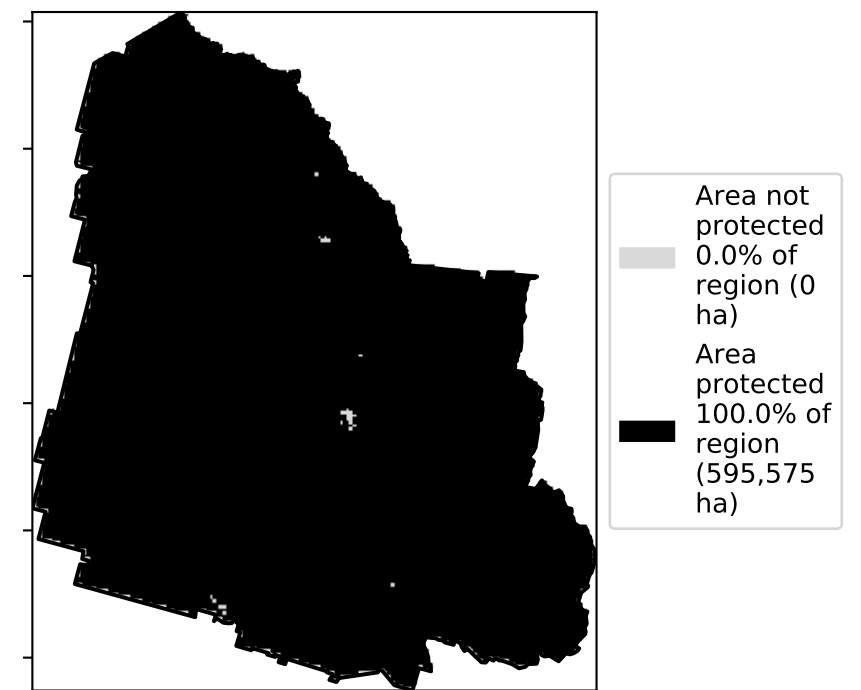 Area not
protected
0.0% of
region (0
ha)
Area
protected
100.0% of
region
(595,575
ha)